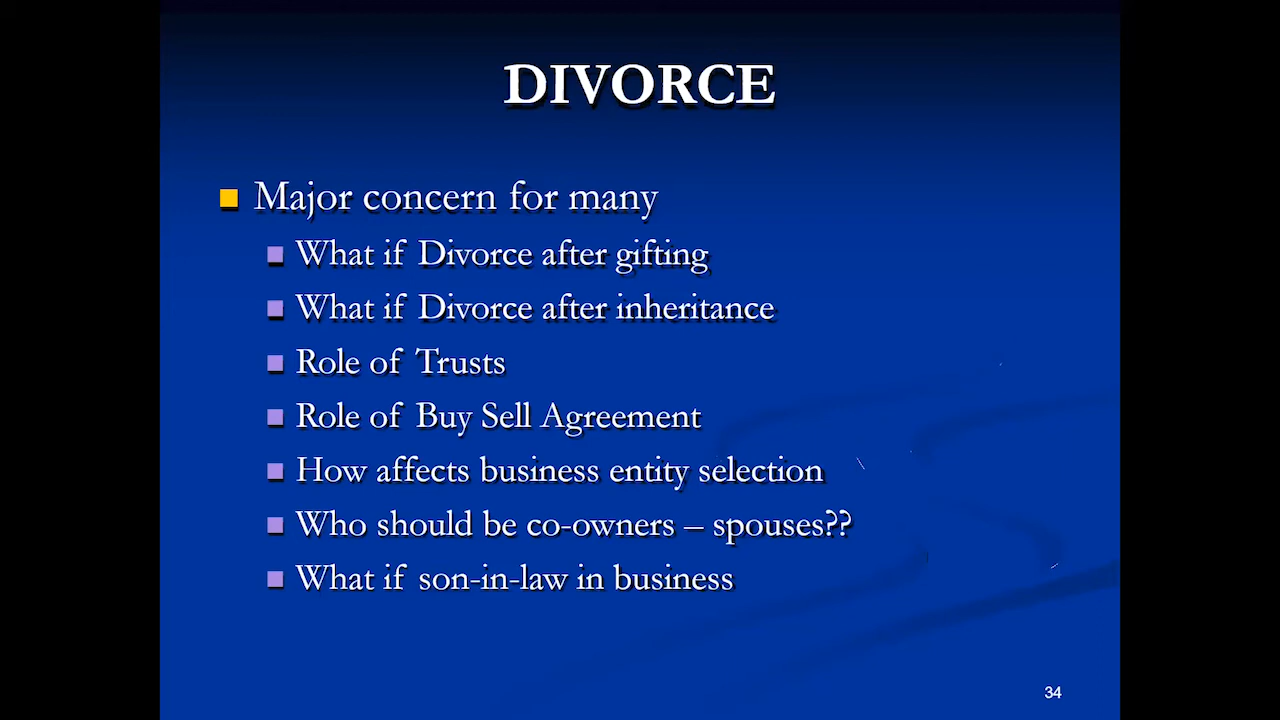 DIVORCE
Major concern for many
What if Divorce after gifting
What if Divorce after inheritance
Role of Trusts
Role of Buy Sell Agreement
How affects business entity selection
Who should be co-owners – spouses??
What if son-in-law in business
34